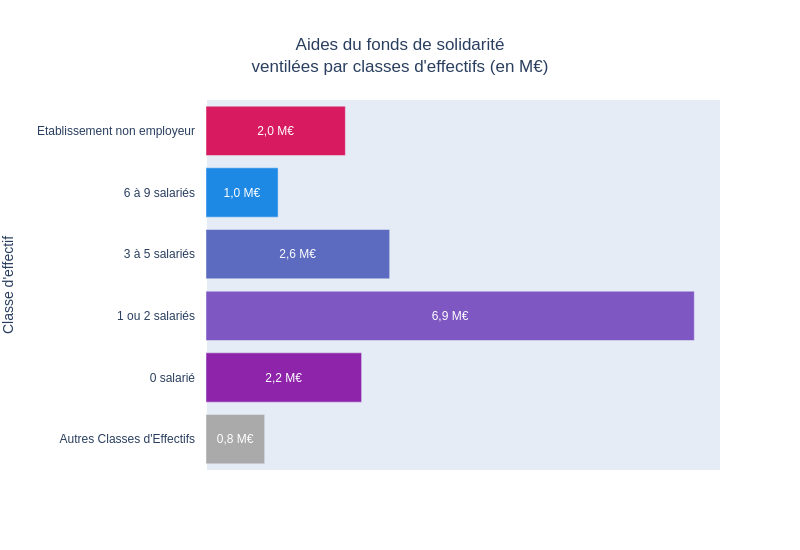 Aides du fonds de solidarité
ventilées par classes d'effectifs (en M€)
Classe d'effectif
Etablissement non employeur
2,0 M€
6 à 9 salariés
1,0 M€
3 à 5 salariés
2,6 M€
1 ou 2 salariés
6,9 M€
0 salarié
2,2 M€
Autres Classes d'Effectifs
0,8 M€